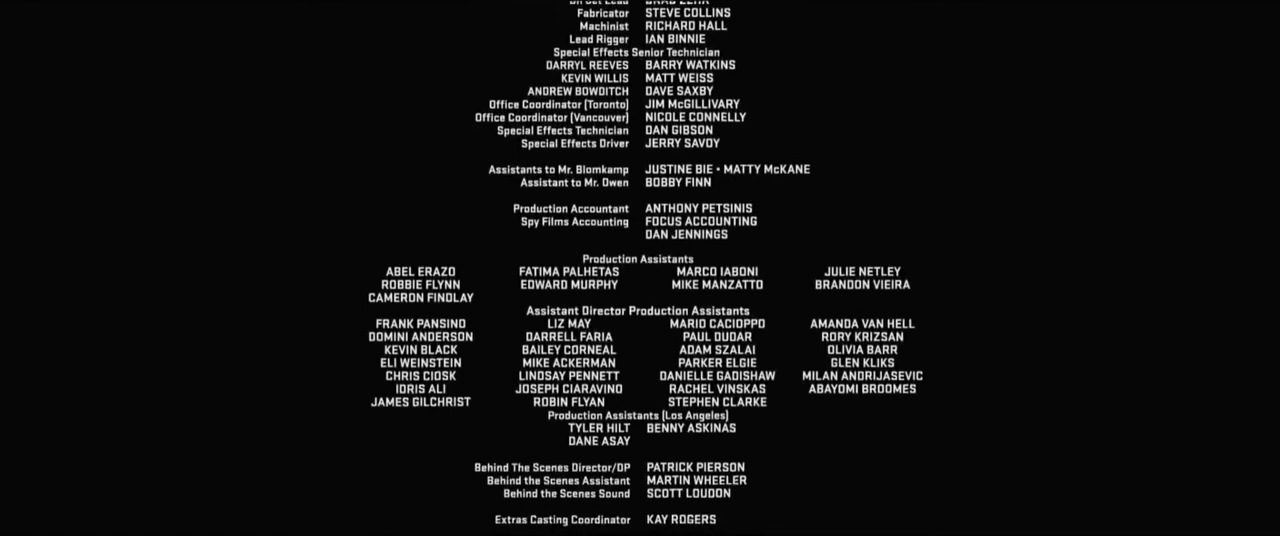 Fabricator STEVE COLLINS
Machinist RICHARD HALL
Lead Rigger IAN BINNIE
Special Effects Senior Technician
DARRYL REEVES BARRY WATKINS
KEVIN WILLIS MATT WEISS
ANDREW BOWDITCH DAVE SAXBY
Office Coordinator (Toronto) JIM McGILLIVARY
Office Coordinator (Vancouver) NICOLE CONNELLY
Special Effects Technician DAN GIBSON
Special Effects Driver JERRY SAVOY
Assistants to Mr. Blomkamp JUSTINE BIE • MATTY McKANE
Assistant to Mr. Owen BOBBY FINN
Production Accountant ANTHONY PETSINIS
Spy Films Accounting FOCUS ACCOUNTING
DAN JENNINGS
Production Assistants
ABEL ERAZO FATIMA PALHETAS MARCO IABONI JULIE NETLEY
ROBBIE FLYNN EDWARD MURPHY MIKE MANZATTO BRANDON VIEIRA
CAMERON FINDLAY
Assistant Director Production Assistants
FRANK PANSINO LIZ MAY MARIO CACIOPPO AMANDA VAN HELL
DOMINI ANDERSON DARRELL FARIA PAUL DUDAR RORY KRIZSAN
KEVIN BLACK BAILEY CORNEAL ADAM SZALAI OLIVIA BARR
ELI WEINSTEIN MIKE ACKERMAN PARKER ELGIE GLEN KLIKS
CHRIS CIOSK LINDSAY PENNETT DANIELLE GADISHAW MILAN ANDRIJASEVIC
IDRIS ALI JOSEPH CIARAVINO RACHEL VINSKAS ABAYOMI BROOMES
JAMES GILCHRIST ROBIN FLYAN STEPHEN CLARKE
Production Assistants (Los Angeles)
TYLER HILT BENNY ASKINAS
DANE ASAY
Behind The Scenes Director/DP PATRICK PIERSON
Behind the Scenes Assistant MARTIN WHEELER
Behind the Scenes Sound SCOTT LOUDON
Extras Casting Coordinator KAY ROGERS